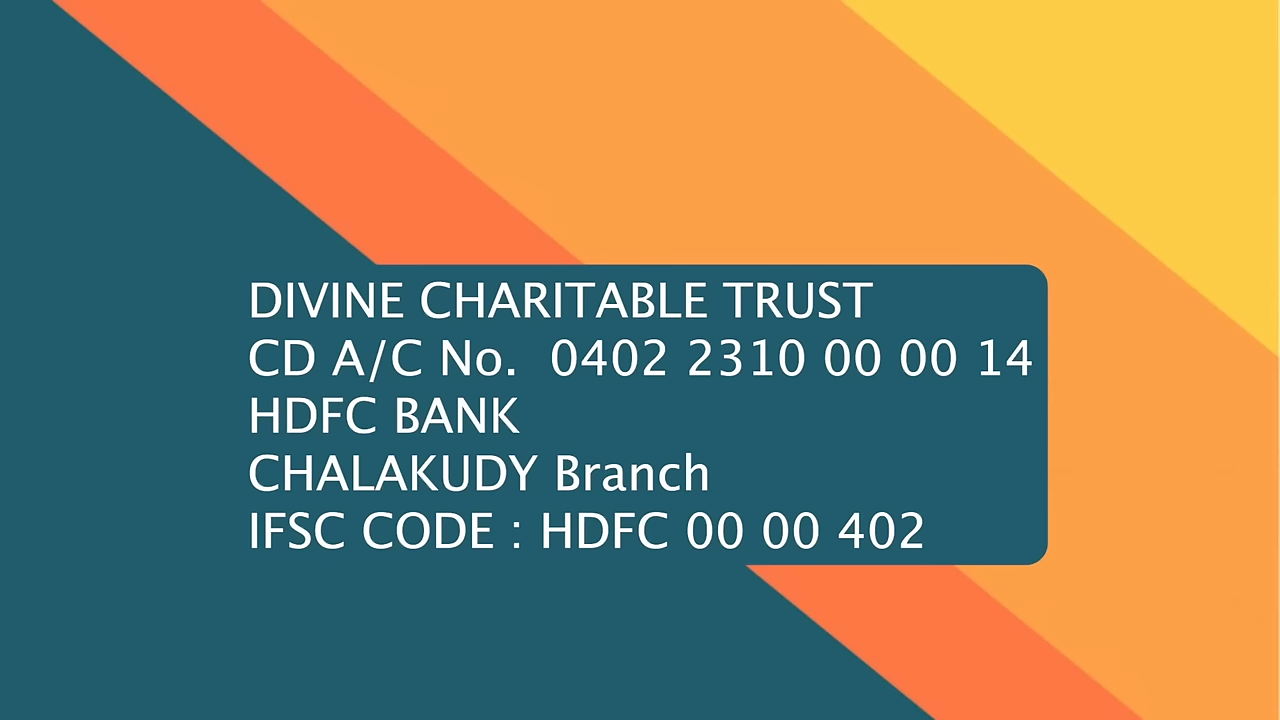 DIVINE CHARITABLE TRUST
CD A/C No.  0402 2310 00 00 14
HDFC BANK
CHALAKUDY Branch
IFSC CODE : HDFC 00 00 402